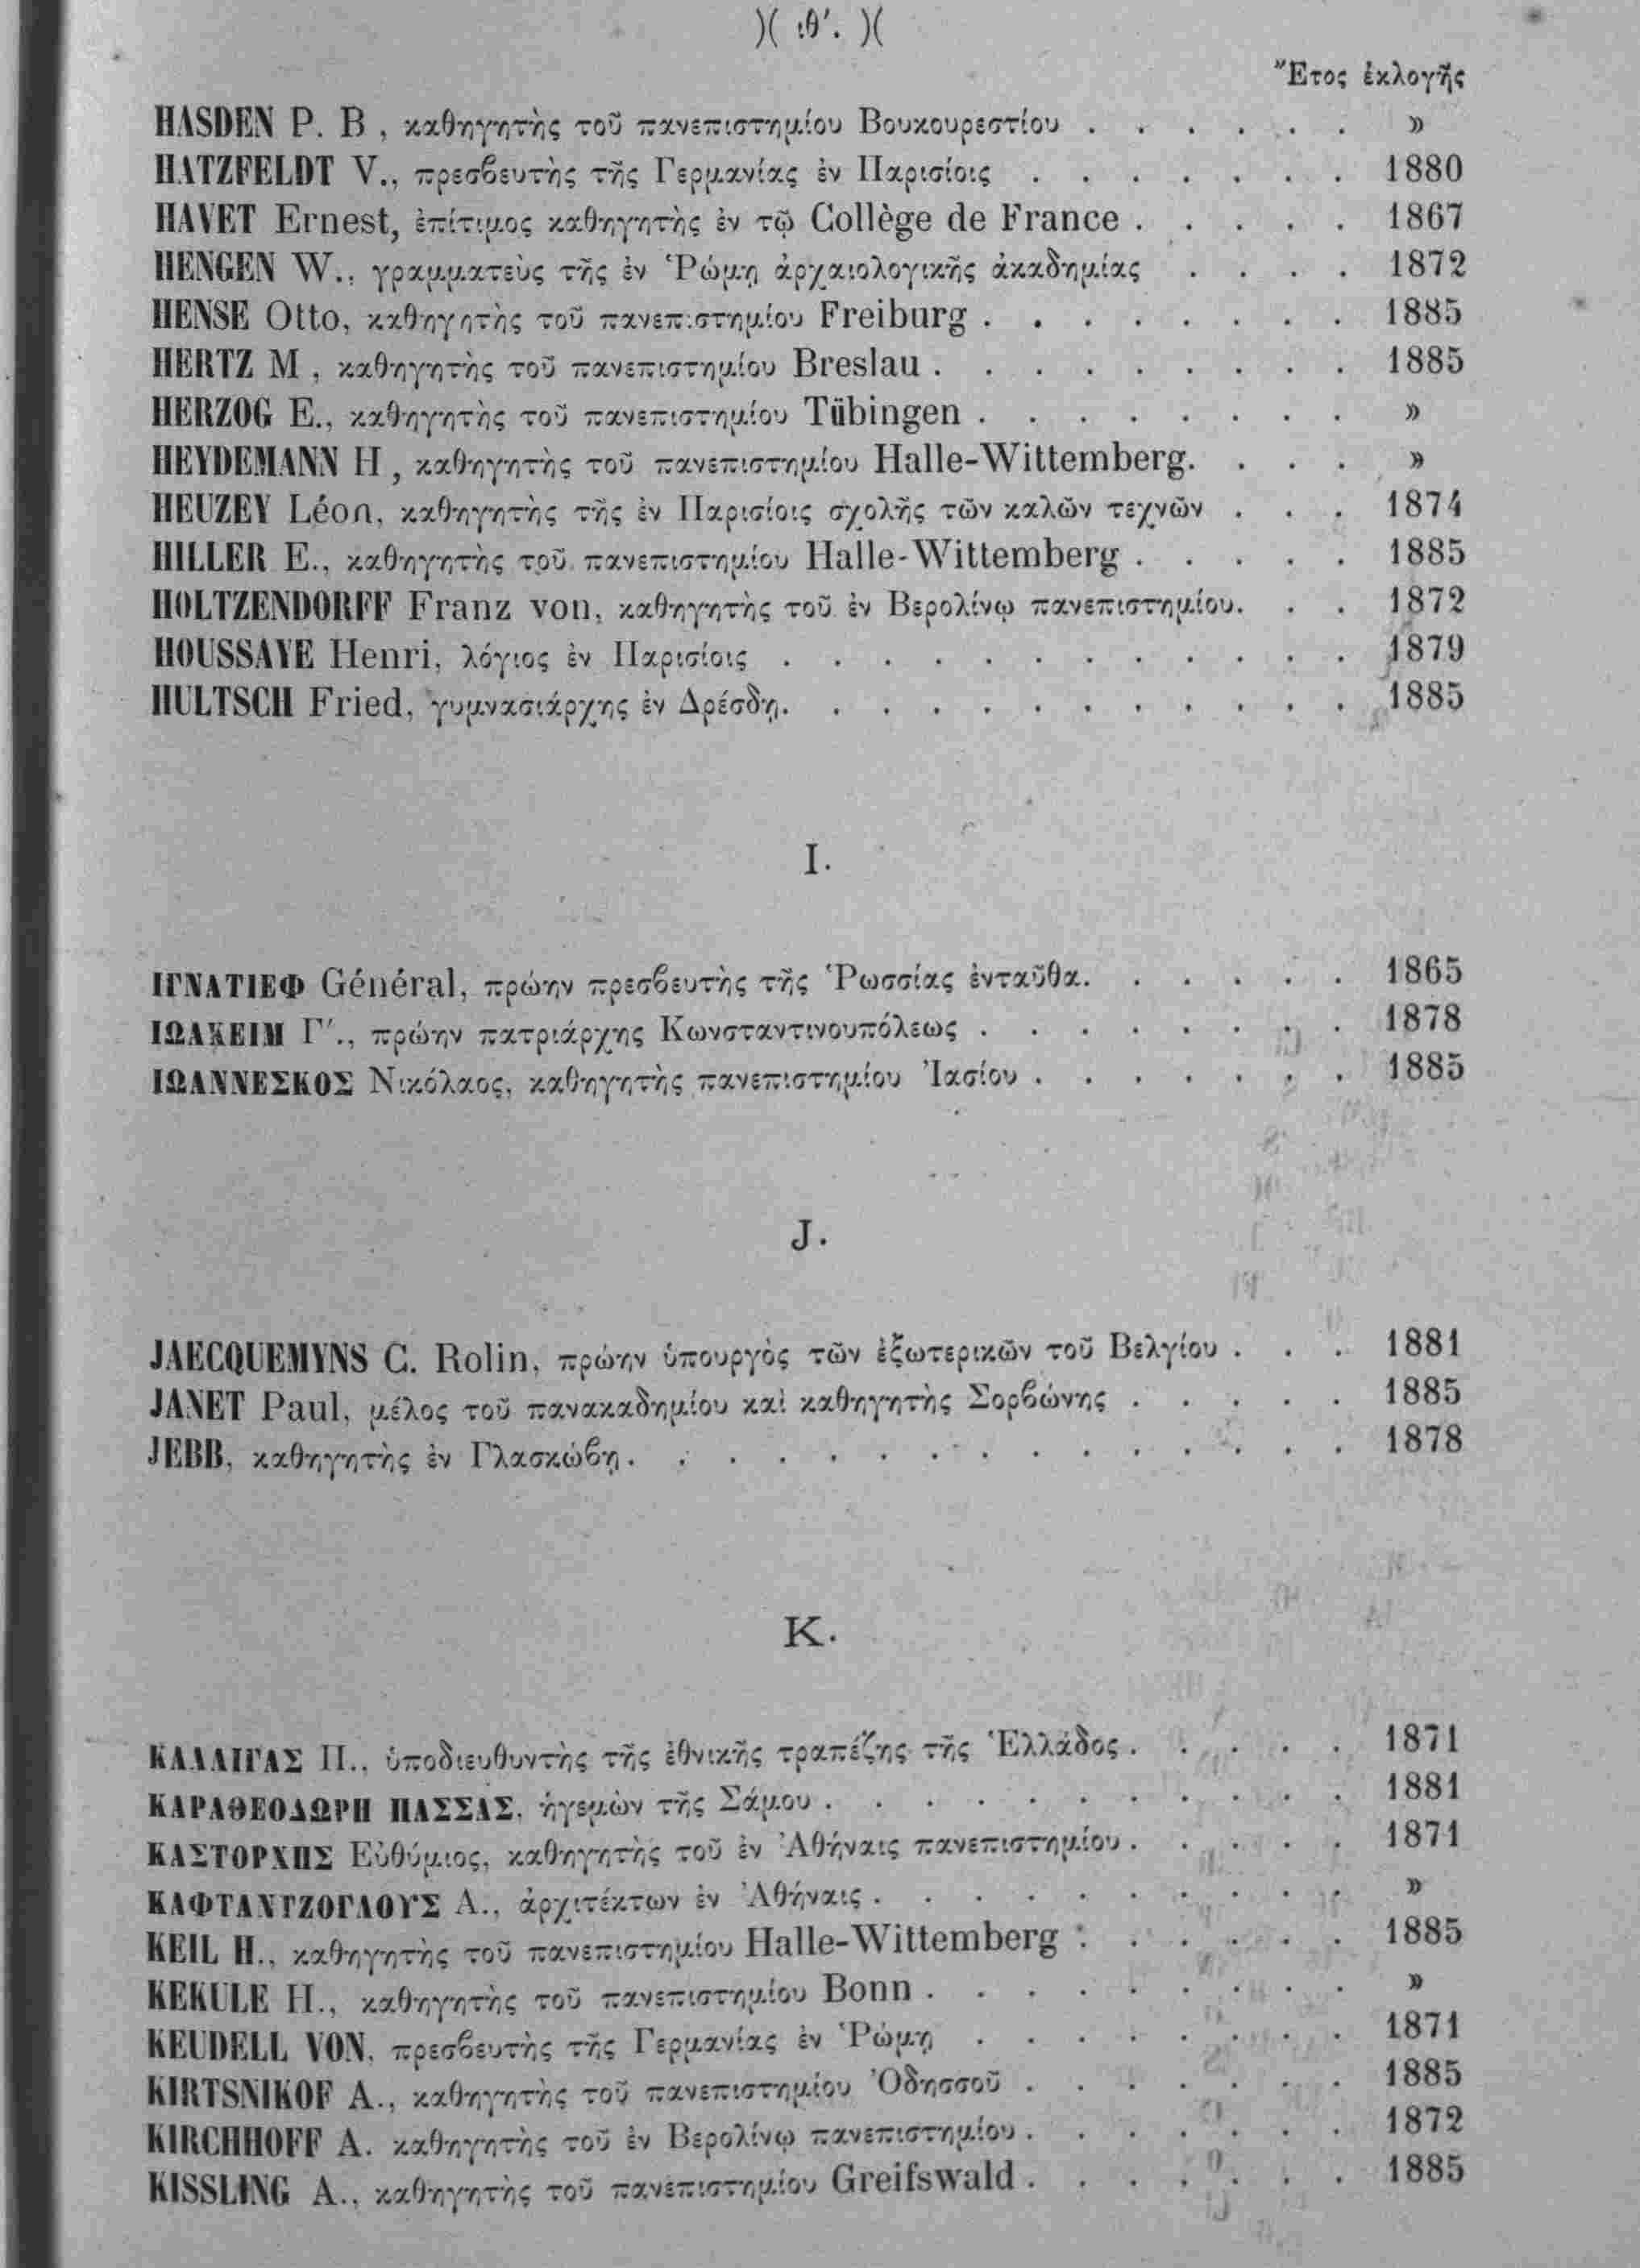 )( ιθ′. )(
Ἔτος ἐκλογῆς
HASDEN P. B , καθηγητὴς τοῦ πανεπιστημίου Βουκουρεστίου . . . . . . »
HATZFELDT V., πρεσβευτὴς τῆς Γερμανίας ἐν Παρισίοις . . . . . . . 1880
HAVET Ernest, ἐπίτιμος καθηγητὴς ἐν τῷ Collège de France . . . . . 1867
HENGEN W., γραμματεὺς τῆς ἐν Ῥώμῃ ἀρχαιολογικῆς ἀκαδημίας . . . . 1872
HENSE Otto, καθηγητὴς τοῦ πανεπιστημίου Freiburg . . . . . . . . 1885
HERTZ M , καθηγητὴς τοῦ πανεπιστημίου Breslau . . . . . . . . . 1885
HERZOG E., καθηγητὴς τοῦ πανεπιστημίου Tübingen . . . . . . . . »
HEYDEMANN H , καθηγητὴς τοῦ πανεπιστημίου Halle-Wittemberg. . . . »
HEUZEY Léon, καθηγητὴς τῆς ἐν Παρισίοις σχολῆς τῶν καλῶν τεχνῶν . . . 1874
HILLER E., καθηγητὴς τοῦ πανεπιστημίου Halle-Wittemberg . . . . . 1885
HOLTZENDORFF Franz von, καθηγητὴς τοῦ ἐν Βερολίνῳ πανεπιστημίου. . . 1872
HOUSSAYE Henri, λόγιος ἐν Παρισίοις . . . . . . . . . . . . 1879
HULTSCH Fried, γυμνασιάρχης ἐν Δρέσδῃ. . . . . . . . . . . . 1885
I.
ΙΓΝΑΤΙΕΦ Général, πρώην πρεσβευτὴς τῆς Ῥωσσίας ἐνταῦθα. . . . . . 1865
ΙΩΑΚΕΙΜ Γ′., πρώην πατριάρχης Κωνσταντινουπόλεως . . . . . . . . 1878
ΙΩΑΝΝΕΣΚΟΣ Νικόλαος, καθηγητὴς πανεπιστημίου Ἰασίου . . . . . . . 1885
J.
JAECQUEMYNS C. Rolin, πρώην ὑπουργὸς τῶν ἐξωτερικῶν τοῦ Βελγίου . . . 1881
JANET Paul, μέλος τοῦ πανακαδημίου καὶ καθηγητὴς Σορβώνης . . . . . 1885
JEBB, καθηγητὴς ἐν Γλασκώβῃ. . . . . . . . . . . . . . . 1878
K.
ΚΑΛΛΙΓΑΣ Π., ὑποδιευθυντὴς τῆς ἐθνικῆς τραπέζης τῆς Ἑλλάδος . . . . . 1871
ΚΑΡΑΘΕΟΔΩΡΗ ΠΑΣΣΑΣ, ἡγεμὼν τῆς Σάμου . . . . . . . . . . . 1881
ΚΑΣΤΟΡΧΗΣ Εὐθύμιος, καθηγητὴς τοῦ ἐν Ἀθήναις πανεπιστημίου . . . . . 1871
ΚΑΦΤΑΝΤΖΟΓΛΟΥΣ Α., ἀρχιτέκτων ἐν Ἀθήναις . . . . . . . . . . »
KEIL H., καθηγητὴς τοῦ πανεπιστημίου Halle-Wittemberg . . . . . . 1885
KEKULE H., καθηγητὴς τοῦ πανεπιστημίου Bonn . . . . . . . . . »
KEUDELL VON, πρεσβευτὴς τῆς Γερμανίας ἐν Ῥώμῃ . . . . . . . . 1871
KIRTSNIKOF A., καθηγητὴς τοῦ πανεπιστημίου Ὀδησσοῦ . . . . . . . 1885
KIRCHHOFF A. καθηγητὴς τοῦ ἐν Βερολίνῳ πανεπιστημίου . . . . . . . 1872
KISSLING A., καθηγητὴς τοῦ πανεπιστημίου Greifswald . . . . . . . 1885